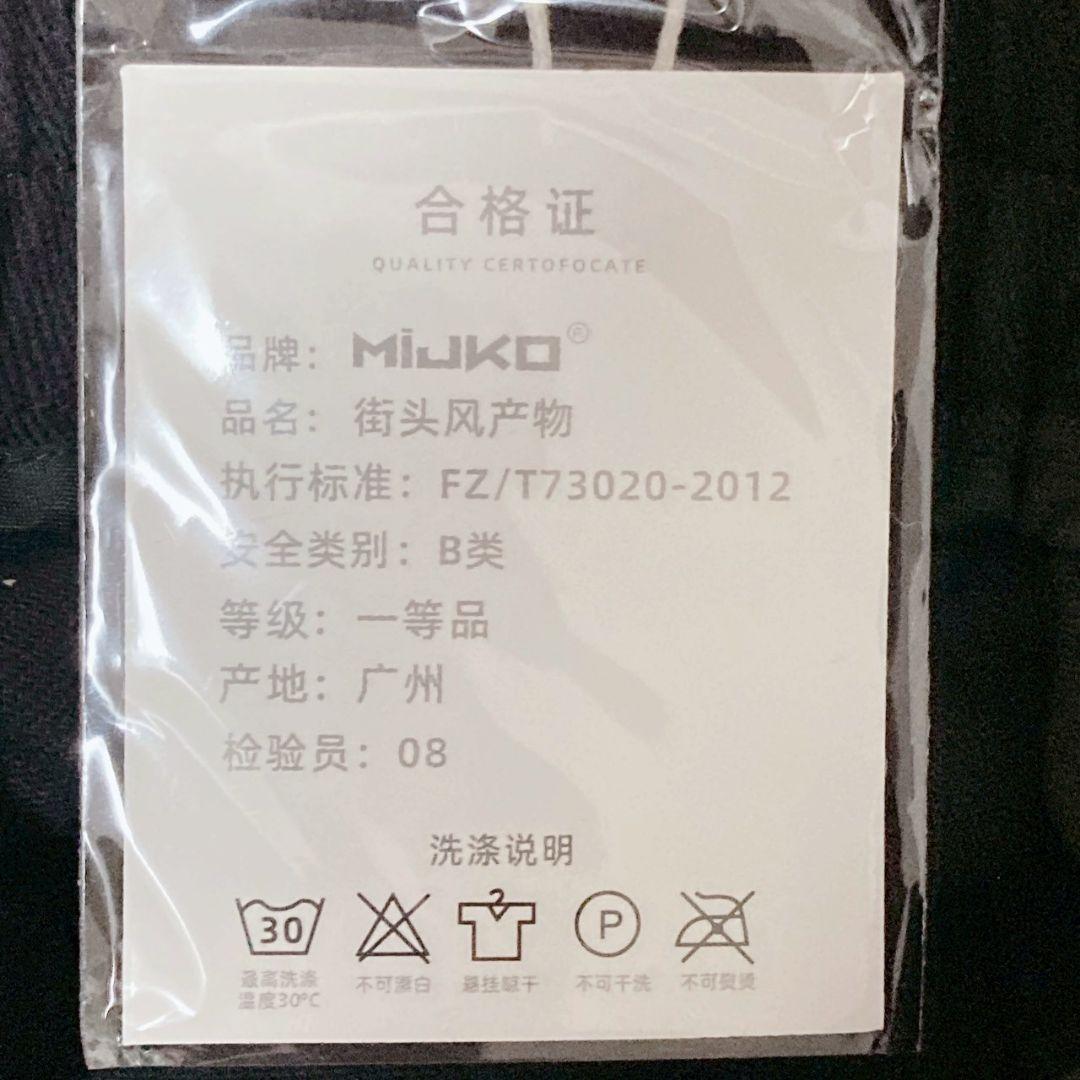 合格证
QUALITY CERTOFOCATE
品牌：MiJKO®
品名：街头风产物
执行标准：FZ/T73020-2012
安全类别：B类
等级：一等品
产地：广州
检验员：08
洗涤说明
30 2 P
最高洗涤 不可漂白 悬挂晾干 不可干洗 不可熨烫
温度30℃